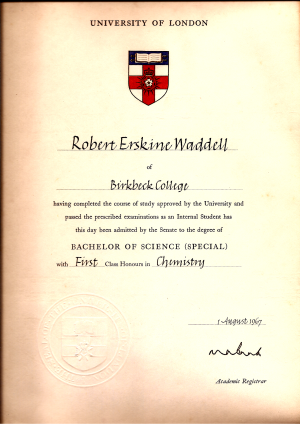 UNIVERSITY OF LONDON
Robert Erskine Waddell
of
Birkbeck College
having completed the course of study approved by the University and
passed the prescribed examinations as an Internal Student has
this day been admitted by the Senate to the degree of
BACHELOR OF SCIENCE (SPECIAL)
with First Class Honours in Chemistry
1 August 1967
Academic Registrar